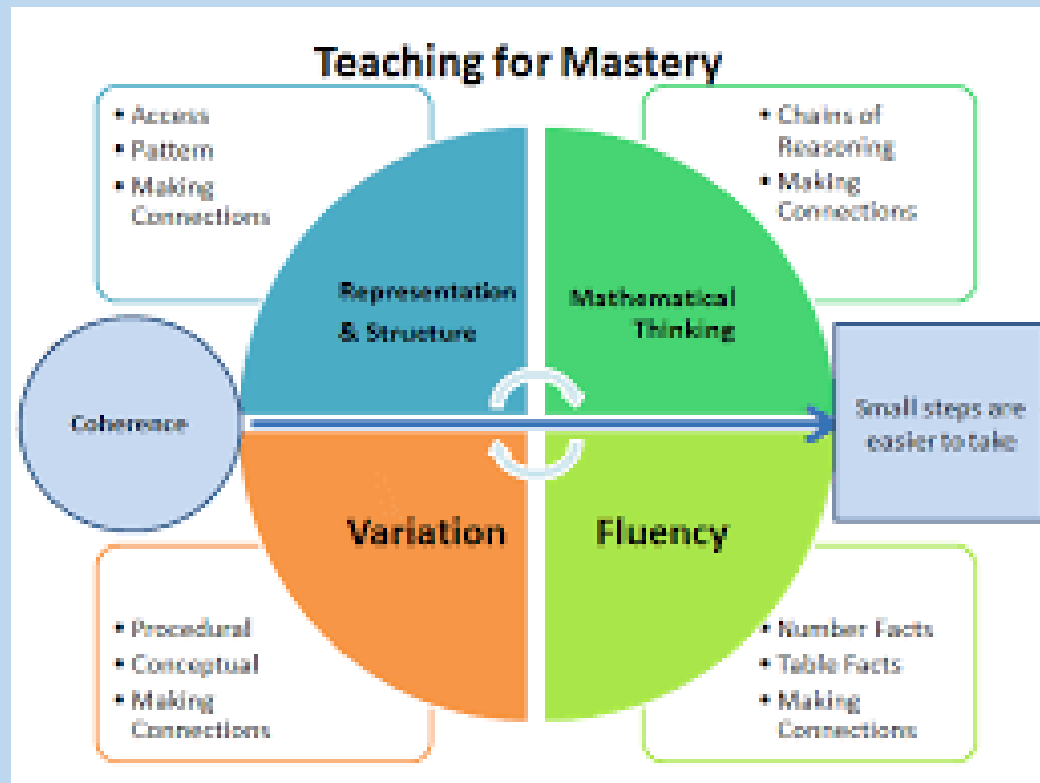 Teaching for Mastery
• Access
• Pattern
• Making
Connections
• Chains of
Reasoning
• Making
Connections
Representation
& Structure
Mathematical
Thinking
Coherence
Small steps are
easier to take
Variation
Fluency
• Procedural
• Conceptual
• Making
Connections
• Number Facts
• Table Facts
• Making
Connections